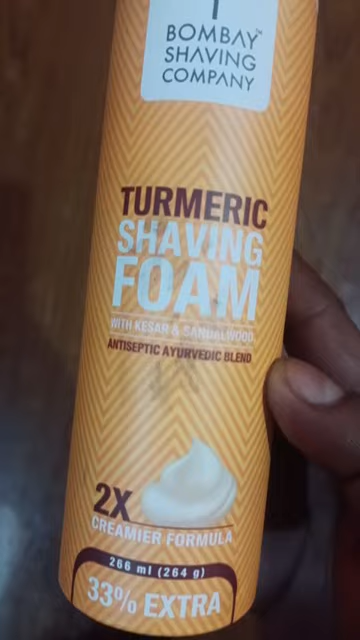 BOMBAY™
SHAVING
COMPANY
TURMERIC
SHAVING
FOAM
WITH KESAR & SANDALWOOD
ANTISEPTIC AYURVEDIC BLEND
2X
CREAMIER FORMULA
266 ml (264 g)
33% EXTRA